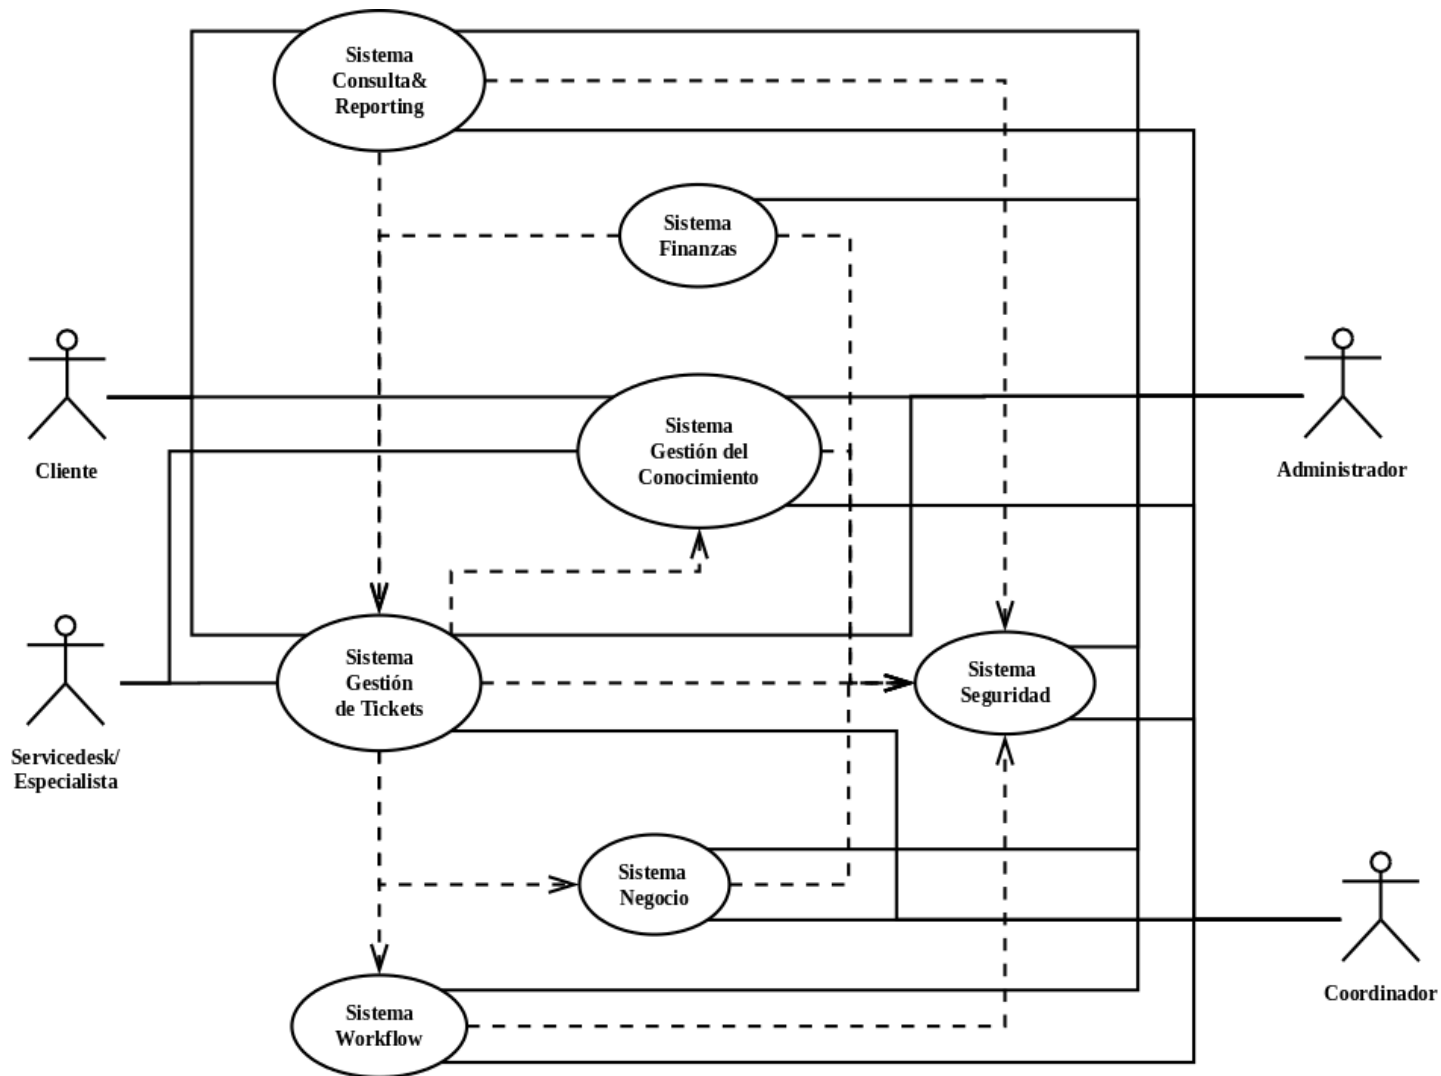 Sistema
Consulta&
Reporting
Sistema
Finanzas
Cliente
Sistema
Gestión del
Conocimiento
Administrador
Servicedesk/
Especialista
Sistema
Gestión
de Tickets
Sistema
Seguridad
Sistema
Negocio
Coordinador
Sistema
Workflow